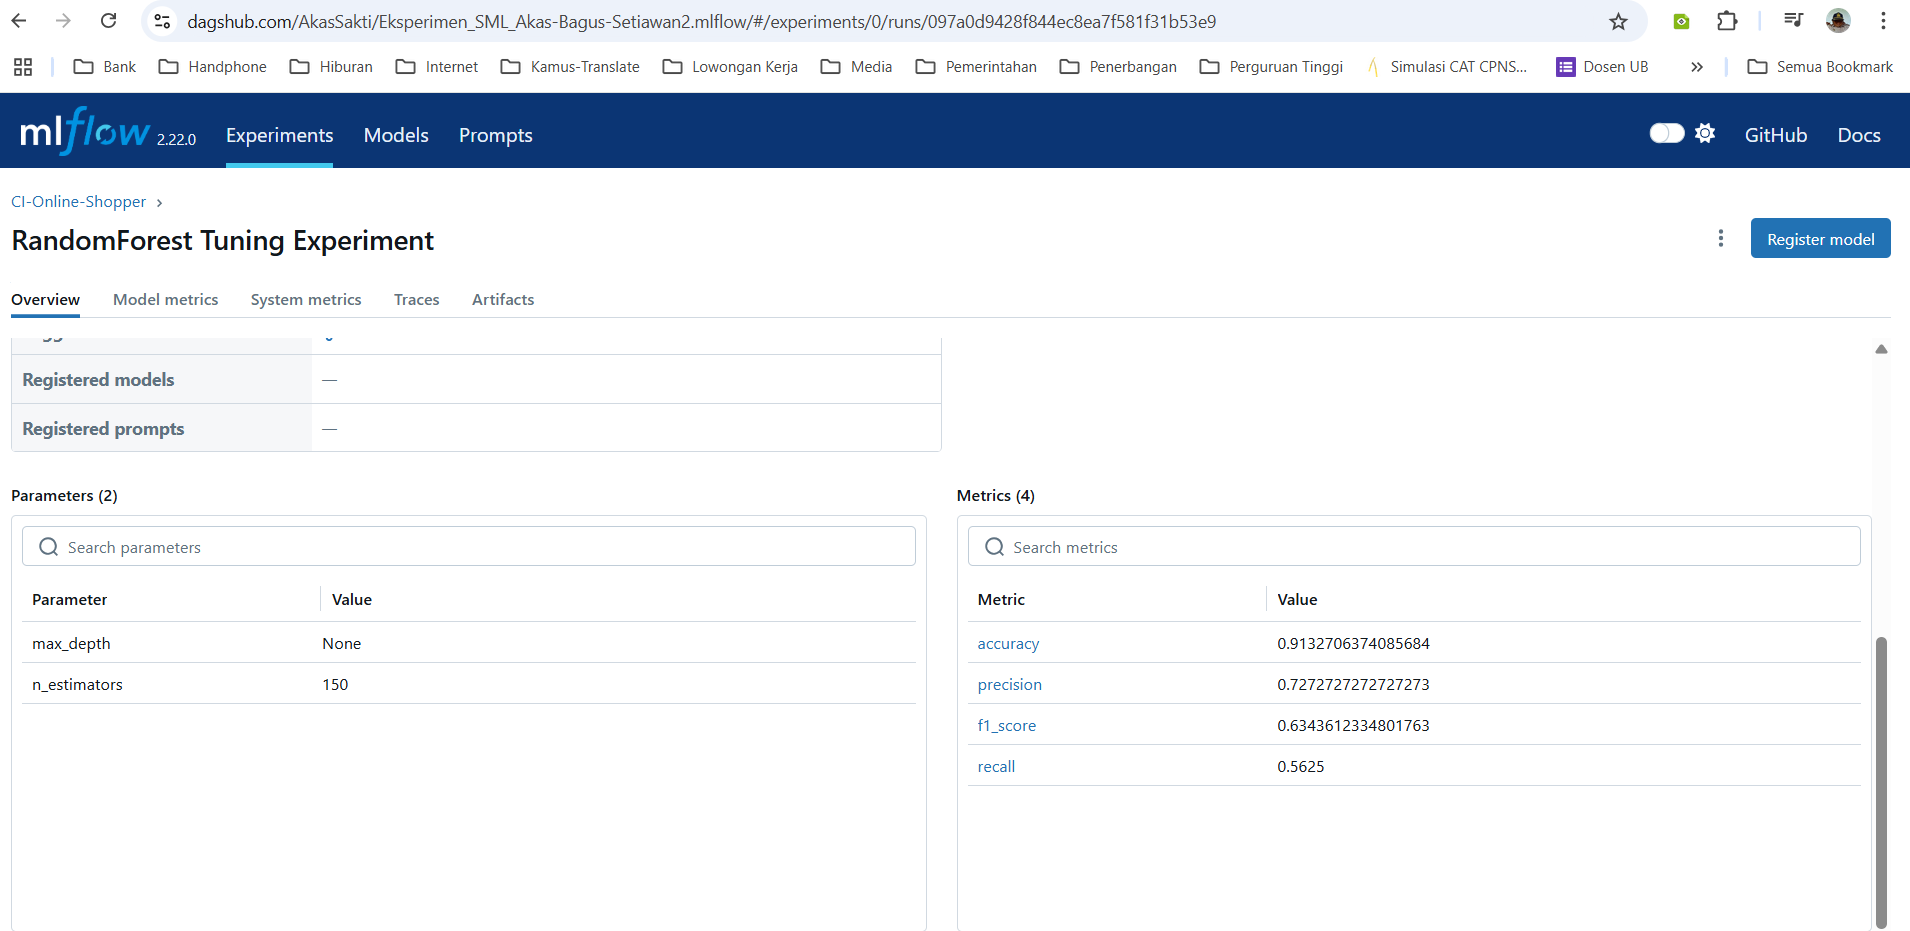 dagshub.com/AkasSakti/Eksperimen_SML_Akas-Bagus-Setiawan2.mlflow/#/experiments/0/runs/097a0d9428f844ec8ea7f581f31b53e9
Bank Handphone Hiburan Internet Kamus-Translate Lowongan Kerja Media Pemerintahan Penerbangan Perguruan Tinggi Simulasi CAT CPNS... Dosen UB Semua Bookmark
mlflow 2.22.0 Experiments Models Prompts GitHub Docs
CI-Online-Shopper
RandomForest Tuning Experiment
Register model
Overview Model metrics System metrics Traces Artifacts
Registered models —
Registered prompts —
Parameters (2)
Search parameters
Parameter Value
max_depth None
n_estimators 150
Metrics (4)
Search metrics
Metric Value
accuracy 0.9132706374085684
precision 0.7272727272727273
f1_score 0.6343612334801763
recall 0.5625